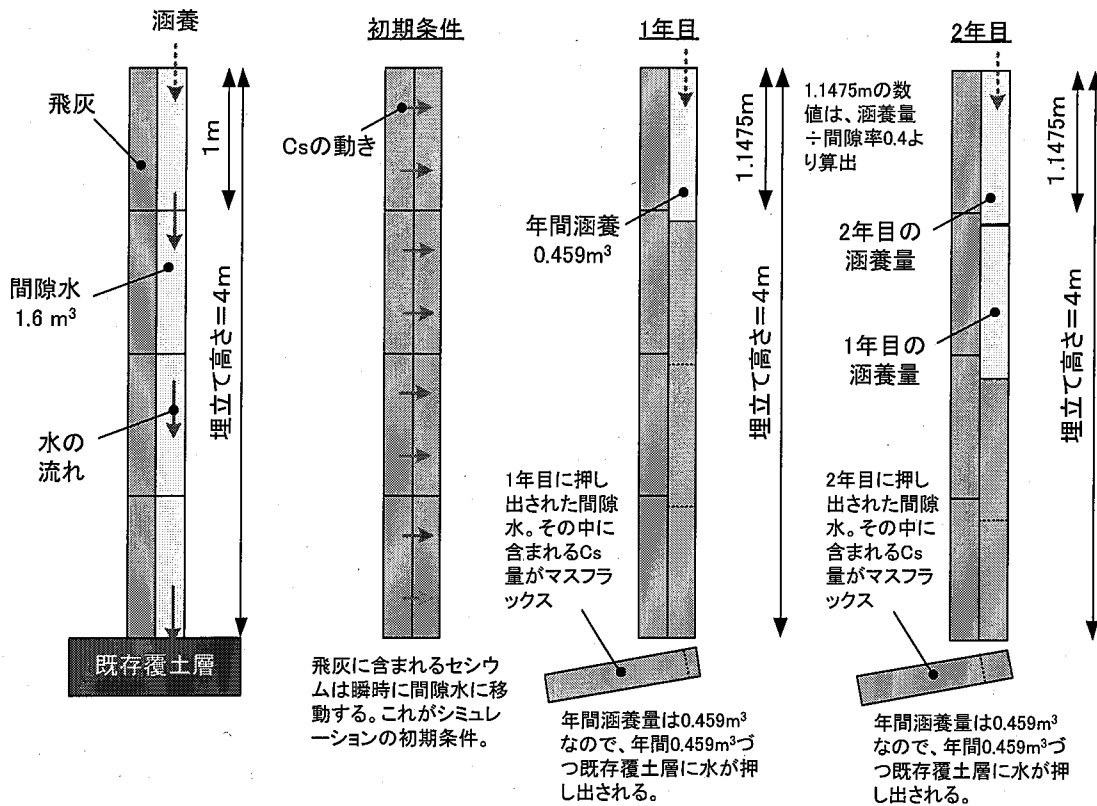 涵養
飛灰
1m
間隙水
1.6 m³
水の
流れ
埋立て高さ=4m
既存覆土層
初期条件
Csの動き
飛灰に含まれるセシウ
ムは瞬時に間隙水に移
動する。これがシミュレ
ーションの初期条件。
1年目
1.1475m
年間涵養
0.459m³
埋立て高さ=4m
1年目に押し
出された間隙
水。その中に
含まれるCs
量がマスフラ
ックス
年間涵養量は0.459m³
なので、年間0.459m³づ
つ既存覆土層に水が押
し出される。
2年目
1.1475mの数
値は、涵養量
÷間隙率0.4よ
り算出
1.1475m
2年目の
涵養量
1年目の
涵養量
埋立て高さ=4m
2年目に押し
出された間隙
水。その中に
含まれるCs
量がマスフラ
ックス
年間涵養量は0.459m³
なので、年間0.459m³づ
つ既存覆土層に水が押
し出される。